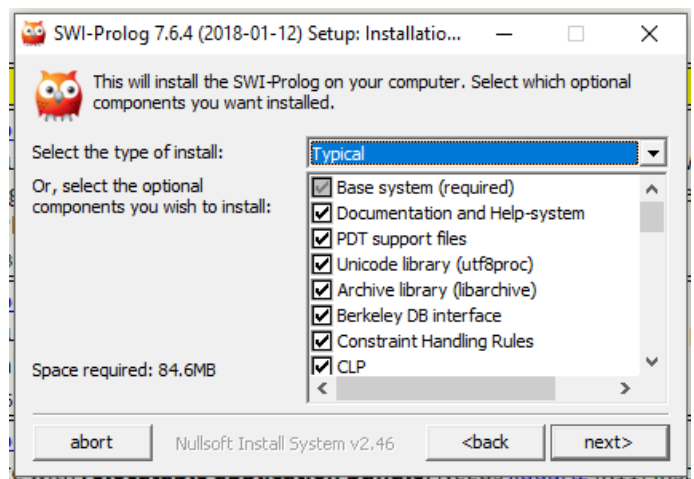 SWI-Prolog 7.6.4 (2018-01-12) Setup: Installatio...
This will install the SWI-Prolog on your computer. Select which optional
components you want installed.
Select the type of install:
Typical
Or, select the optional
components you wish to install:
Base system (required)
Documentation and Help-system
PDT support files
Unicode library (utf8proc)
Archive library (libarchive)
Berkeley DB interface
Constraint Handling Rules
CLP
Space required: 84.6MB
abort
Nullsoft Install System v2.46
<back
next>